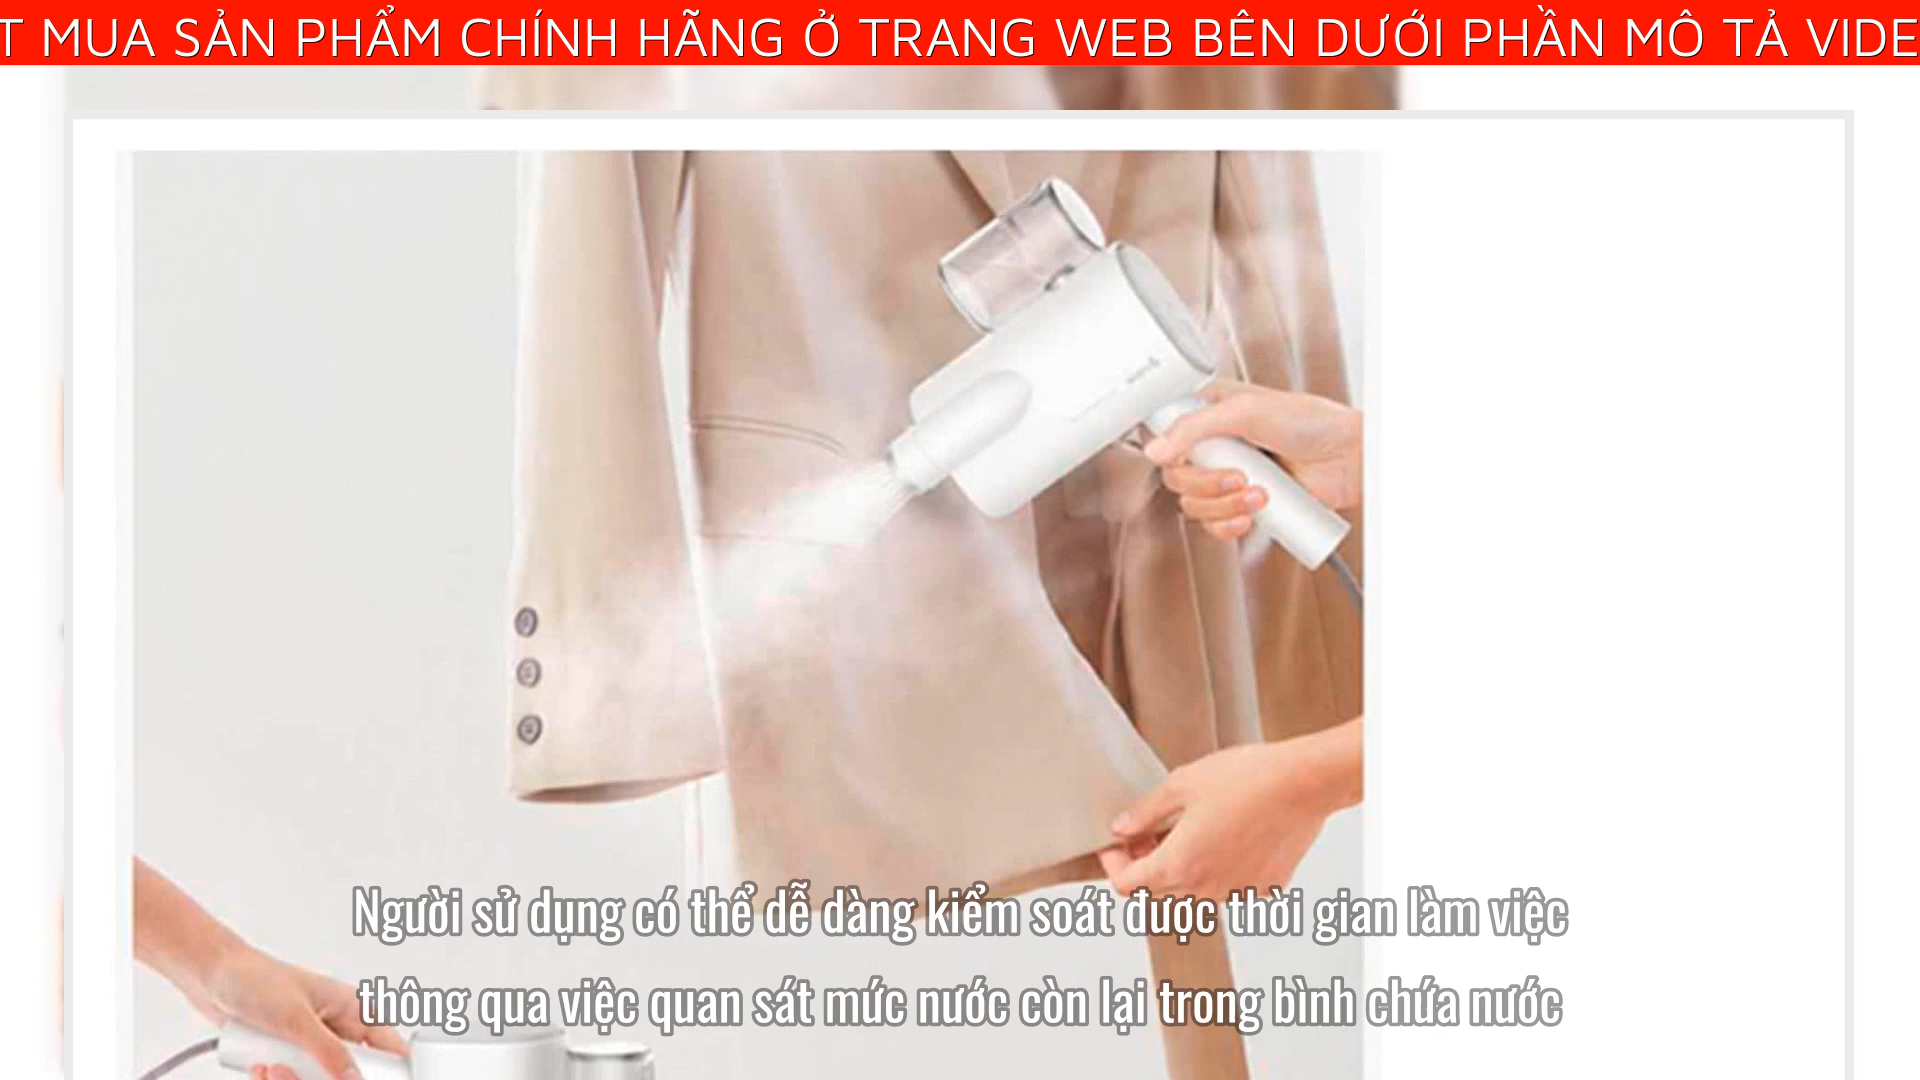 T MUA SẢN PHẨM CHÍNH HÃNG Ở TRANG WEB BÊN DƯỚI PHẦN MÔ TẢ VIDE
Người sử dụng có thể dễ dàng kiểm soát được thời gian làm việc
thông qua việc quan sát mức nước còn lại trong bình chứa nước